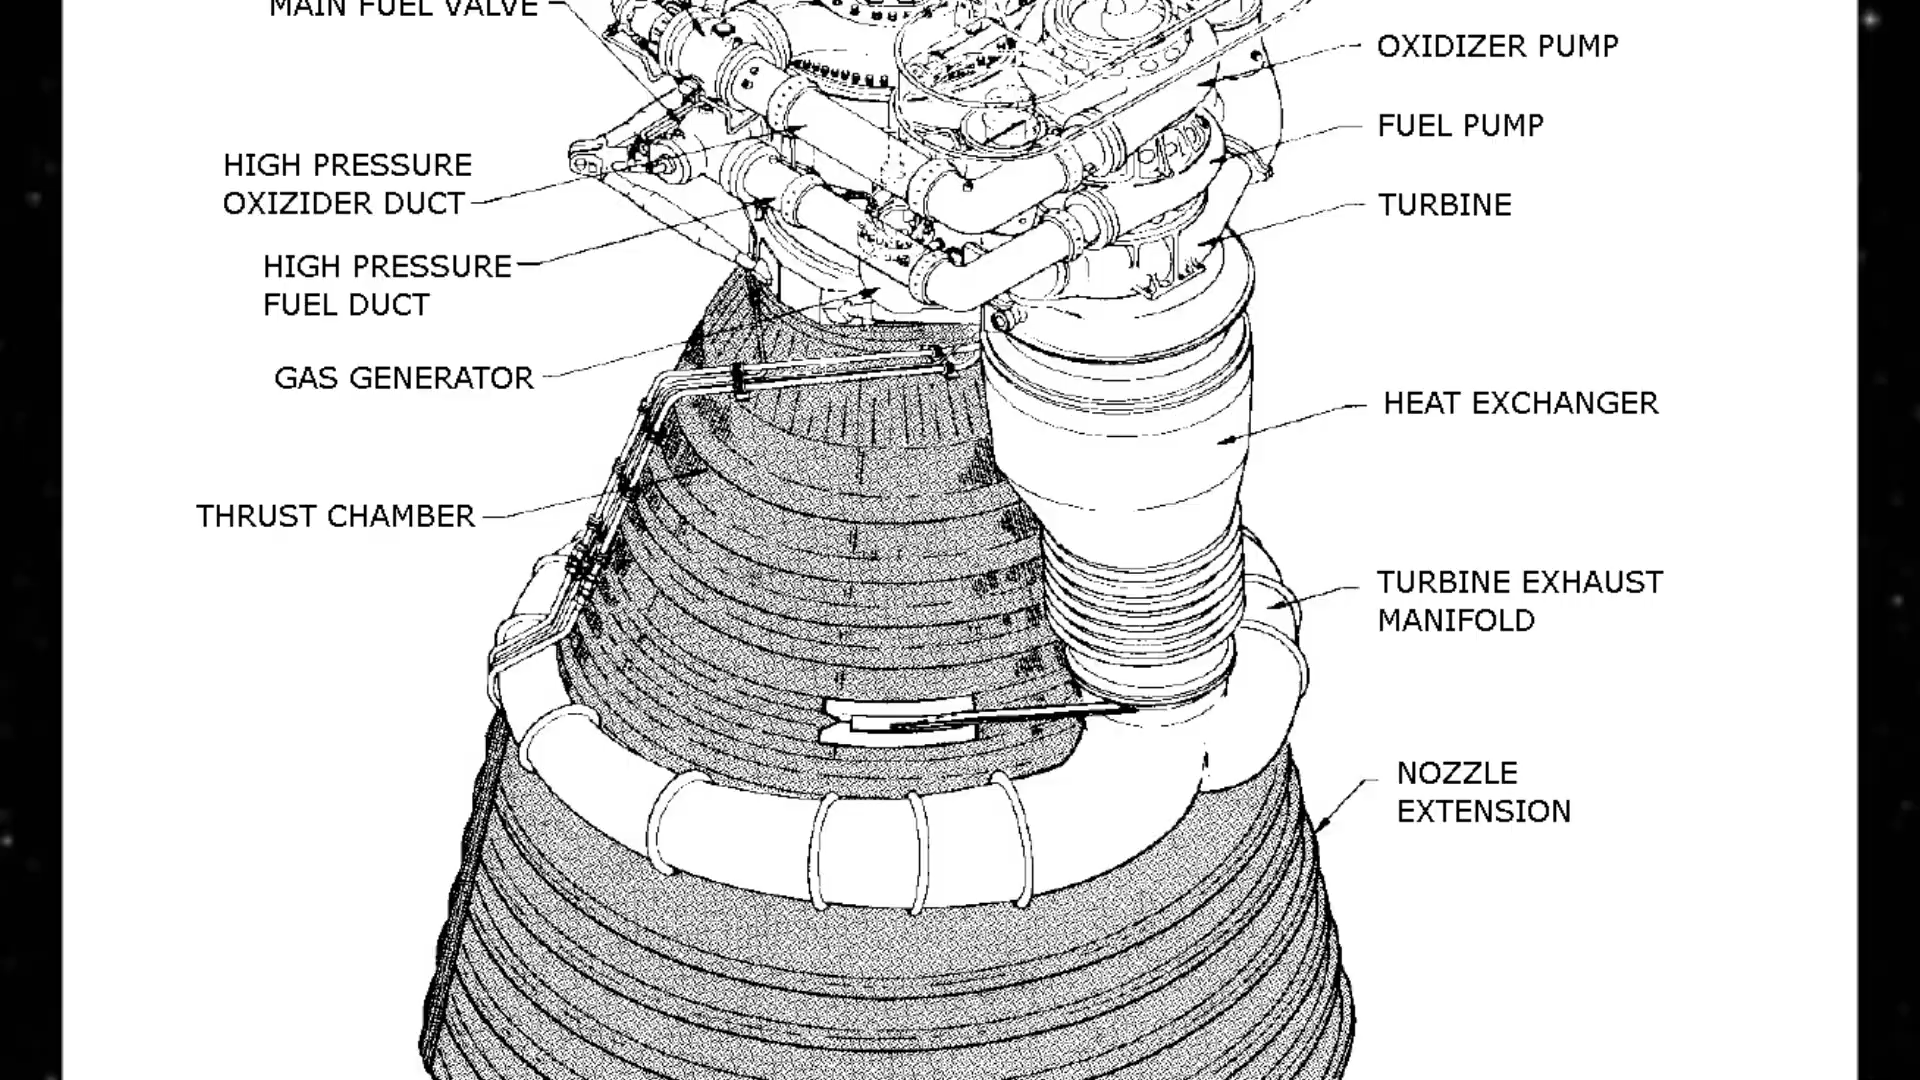 MAIN FUEL VALVE
HIGH PRESSURE
OXIZIDER DUCT
HIGH PRESSURE
FUEL DUCT
GAS GENERATOR
THRUST CHAMBER
OXIDIZER PUMP
FUEL PUMP
TURBINE
HEAT EXCHANGER
TURBINE EXHAUST
MANIFOLD
NOZZLE
EXTENSION